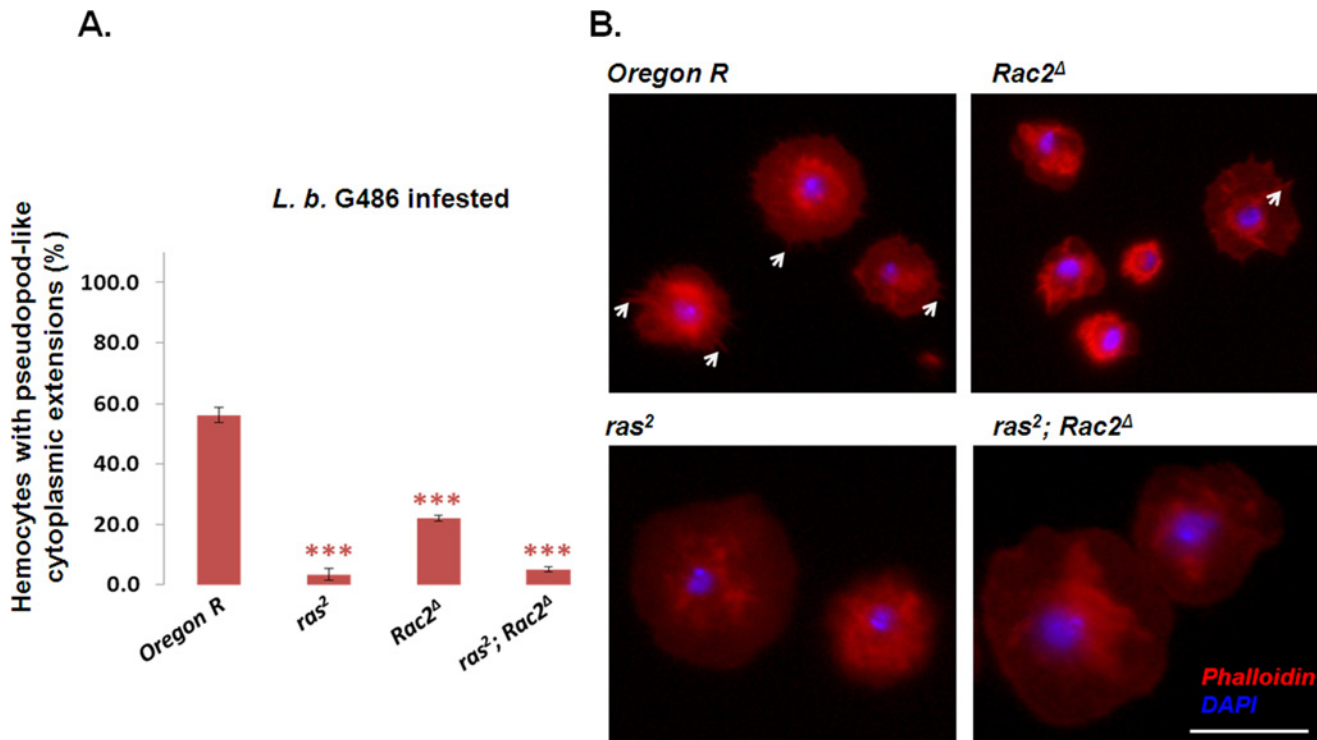 A.
L. b. G486 infested
Hemocytes with pseudopod-like
cytoplasmic extensions (%)
100.0
80.0
60.0
40.0
20.0
0.0
***
***
***
Oregon R
ras²
Rac2Δ
ras²; Rac2Δ
B.
Oregon R
Rac2Δ
ras²
ras²; Rac2Δ
Phalloidin
DAPI